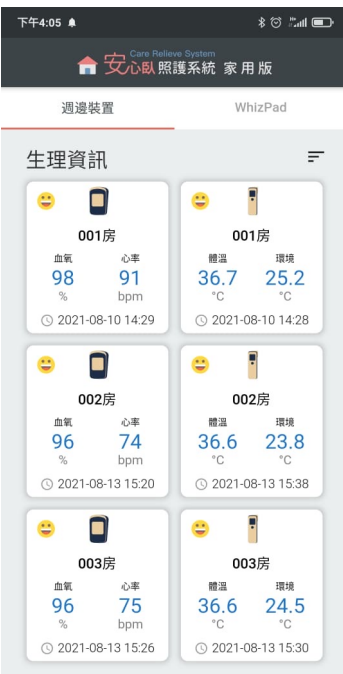 下午4:05
Care Relieve System
安心臥 照護系統 家用版
週邊裝置
WhizPad
生理資訊
001房
血氧 心率
98 91
% bpm
2021-08-10 14:29
001房
體溫 環境
36.7 25.2
°C °C
2021-08-10 14:28
002房
血氧 心率
96 74
% bpm
2021-08-13 15:20
002房
體溫 環境
36.6 23.8
°C °C
2021-08-13 15:38
003房
血氧 心率
96 75
% bpm
2021-08-13 15:26
003房
體溫 環境
36.6 24.5
°C °C
2021-08-13 15:30